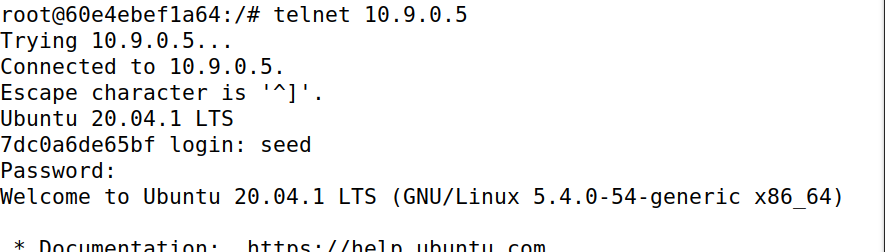 root@60e4ebef1a64:/# telnet 10.9.0.5
Trying 10.9.0.5...
Connected to 10.9.0.5.
Escape character is '^]'.
Ubuntu 20.04.1 LTS
7dc0a6de65bf login: seed
Password:
Welcome to Ubuntu 20.04.1 LTS (GNU/Linux 5.4.0-54-generic x86_64)
* Documentation:  https://help.ubuntu.com